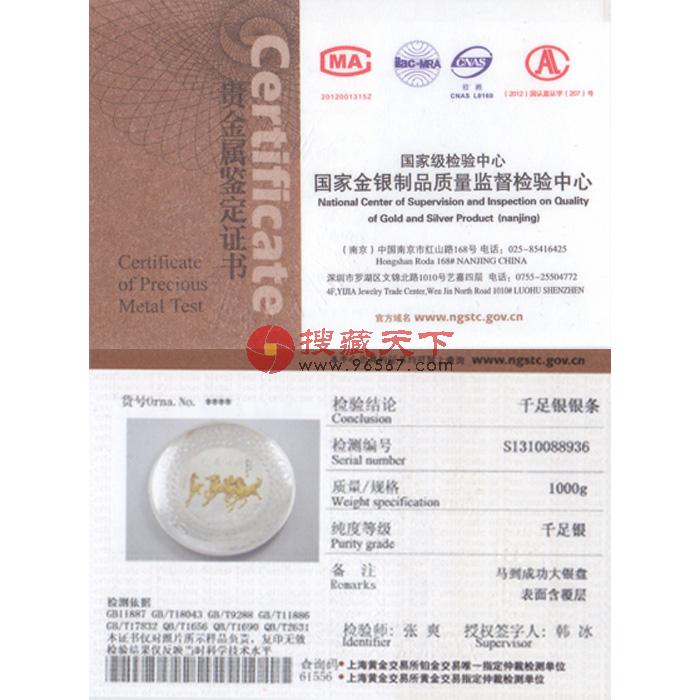 Certificate
贵金属鉴定证书
Certificate
of Precious
Metal Test
MA
2012001315Z
ilac-MRA
CNAS
检测
CNAS L0160
AL
(2012)国认监认字(207)号
国家级检验中心
国家金银制品质量监督检验中心
National Center of Supervision and Inspection on Quality
of Gold and Silver Product (nanjing)
(南京)中国南京市红山路168号 电话:025-85416425
Hongshan Roda 168# NANJING CHINA
深圳市罗湖区文锦北路1010号艺嘉四层 电话:0755-25504772
4F,YIJIA Jewelry Trade Center,Wen Jin North Road 1010# LUOHU SHENZHEN
官方域名 www.ngstc.gov.cn
搜藏天下
www.96567.com
查询 www.ngstc.gov.cn
货号Orna.No. ****
检验结论 千足银银条
Conclusion
检测编号 S1310088936
Serial number
质量/规格 1000g
Weight specification
纯度等级 千足银
Purity grade
备 注 马到成功大银盘
Remarks 表面含覆层
检测依据
GB11887 GB/T18043 GB/T9288 GB/T11886
GB/T17832 QB/T1656 QB/T1690 QB/T2631
本证书仅对照片所示样品负责,复印无效
检验结果仅反映当时科学技术水平
检验师:张 爽 授权签字人:韩 冰
Identifier Supervisor
查询码 • 上海黄金交易所铂金交易唯一指定仲裁检测单位
61556 • 上海黄金交易所黄金交易指定仲裁检测单位